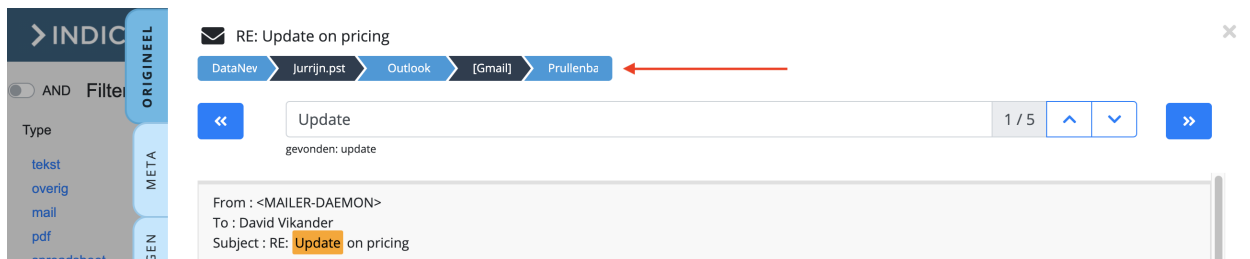 INDIC
AND Filter
Type
tekst
overig
mail
pdf
spreadsheet
ORIGINEEL
META
GEN
RE: Update on pricing
DataNev Jurrijn.pst Outlook [Gmail] Prullenba
« Update 1 / 5 »
gevonden: update
From : <MAILER-DAEMON>
To : David Vikander
Subject : RE: Update on pricing